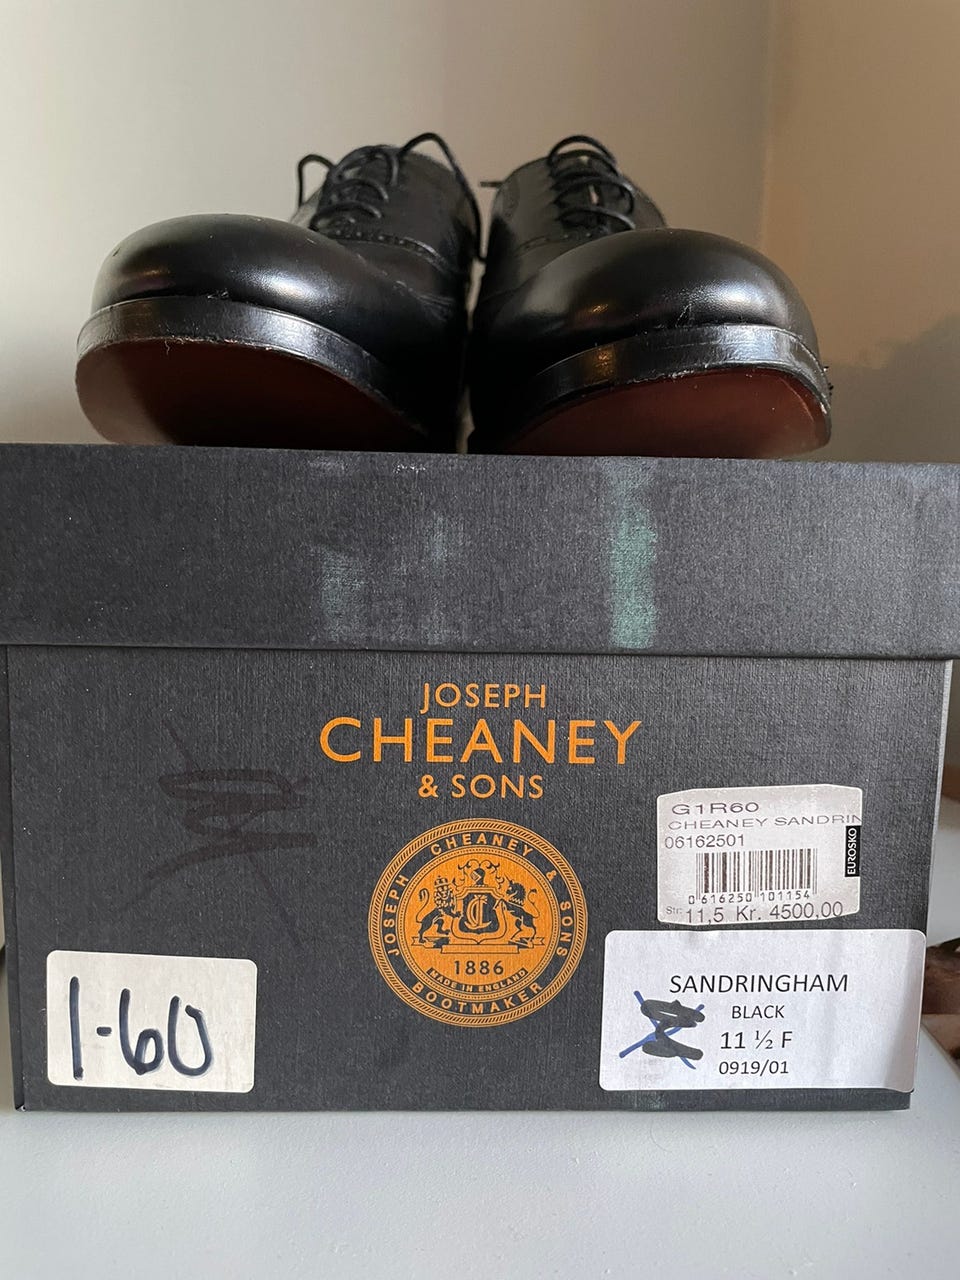 JOSEPH
CHEANEY
& SONS
JOSEPH CHEANEY & SONS
1886
MADE IN ENGLAND
BOOTMAKER
G1R60
CHEANEY SANDRIN
06162501
EUROSKO
0 616250 101154
Str. 11,5 Kr. 4500,00
1-60
SANDRINGHAM
BLACK
11 ½ F
0919/01